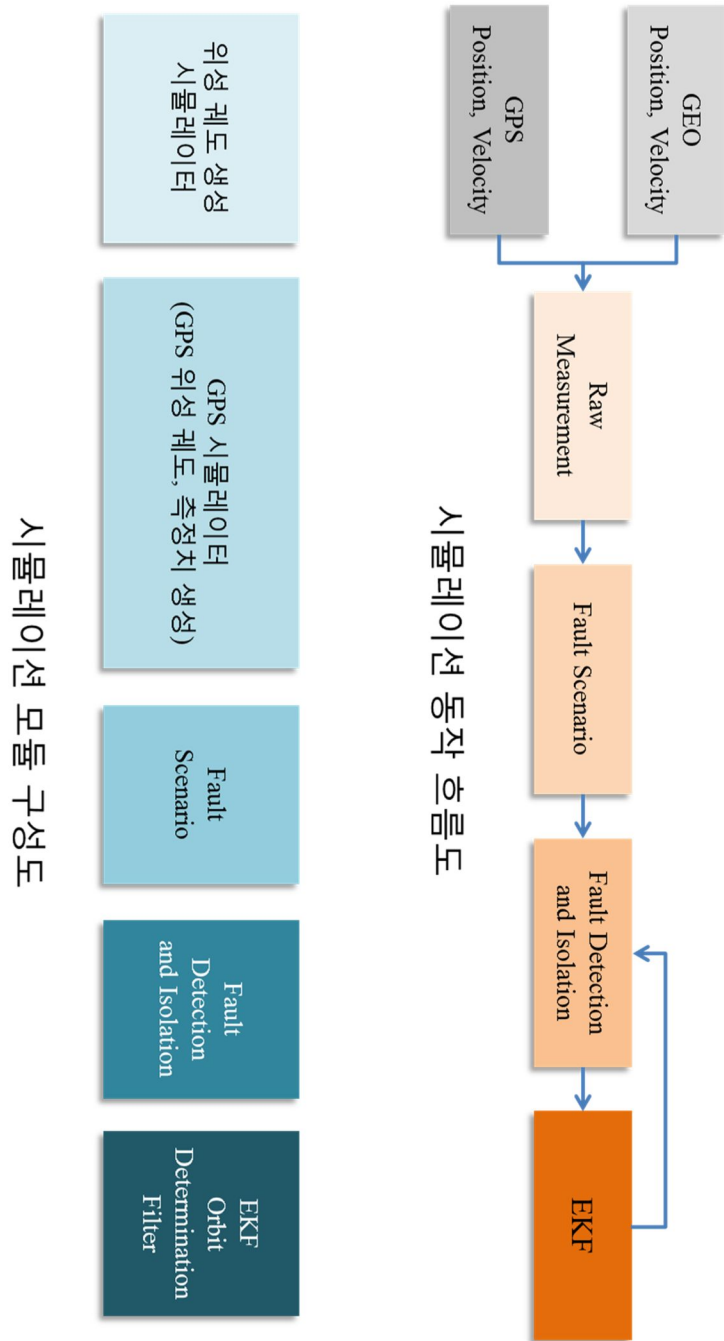 GEO
Position, Velocity
GPS
Position, Velocity
Raw
Measurement
Fault Scenario
Fault Detection
and Isolation
EKF
시뮬레이션 동작 흐름도
위성 궤도 생성
시뮬레이터
GPS 시뮬레이터
(GPS 위성 궤도, 측정치 생성)
Fault
Scenario
Fault
Detection
and Isolation
EKF
Orbit
Determination
Filter
시뮬레이션 모듈 구성도